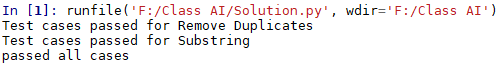 In [1]: runfile('F:/Class AI/Solution.py', wdir='F:/Class AI')
Test cases passed for Remove Duplicates
Test cases passed for Substring
passed all cases